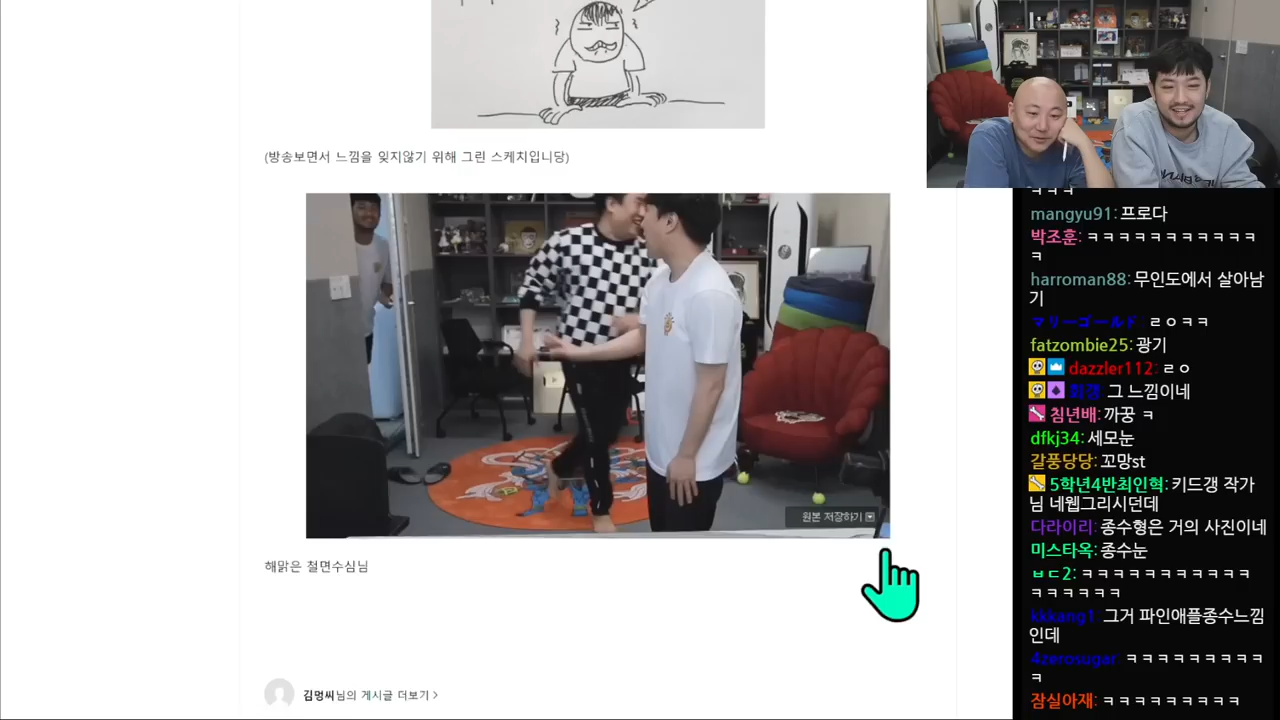 (방송보면서 느낌을 잊지않기 위해 그린 스케치입니당)
원본 저장하기
해맑은 철면수심님
김명씨님의 게시글 더보기 >
ㅋㅋㅋ
mangyu91: 프로다
박조훈: ㅋㅋㅋㅋㅋㅋㅋㅋㅋㅋㅋ
ㅋ
harroman88: 무인도에서 살아남
기
マリーゴールド: ㄹㅇㅋㅋ
fatzombie25: 광기
dazzler112: ㄹㅇ
희갱: 그 느낌이네
침년배: 까꿍 ㅋ
dfkj34: 세모눈
갈풍당당: 꼬망st
5학년4반최인혁: 키드갱 작가
님 네웹그리시던데
다라이리: 종수형은 거의 사진이네
미스타옥: 종수눈
ㅂㄷ2: ㅋㅋㅋㅋㅋㅋㅋㅋㅋㅋㅋ
ㅋㅋㅋㅋㅋㅋ
kkkang1: 그거 파인애플종수느낌
인데
4zerosugar: ㅋㅋㅋㅋㅋㅋㅋㅋㅋ
ㅋ
잠실아재: ㅋㅋㅋㅋㅋㅋㅋㅋㅋ